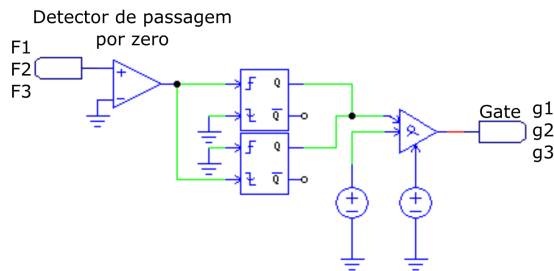 Detector de passagem
por zero
F1
F2
F3
+
−
Q
Q
Q
Q
α
Gate
g1
g2
g3
+
−
+
−